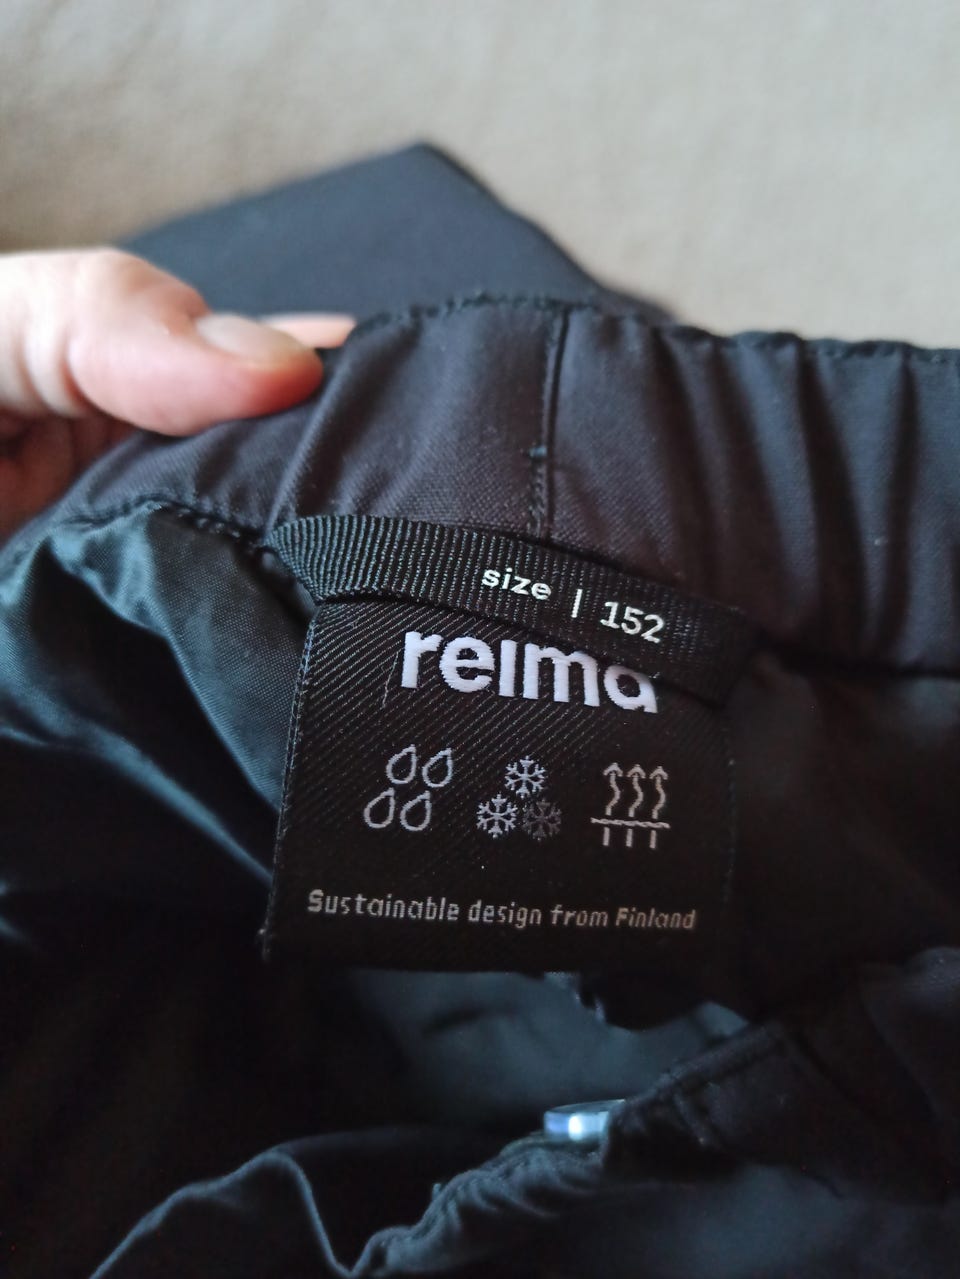 size | 152
reima
Sustainable design from Finland